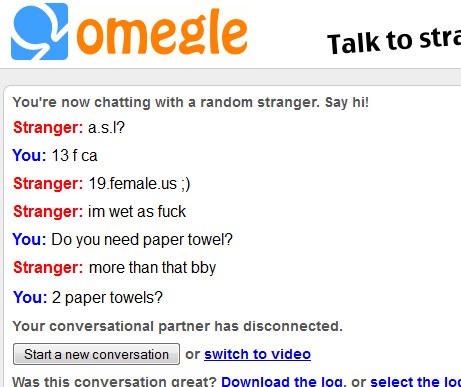 omegle
Talk to stra
You're now chatting with a random stranger. Say hi!
Stranger: a.s.l?
You: 13 f ca
Stranger: 19.female.us ;)
Stranger: im wet as fuck
You: Do you need paper towel?
Stranger: more than that bby
You: 2 paper towels?
Your conversational partner has disconnected.
Start a new conversation or switch to video
Was this conversation great? Download the log, or select the log